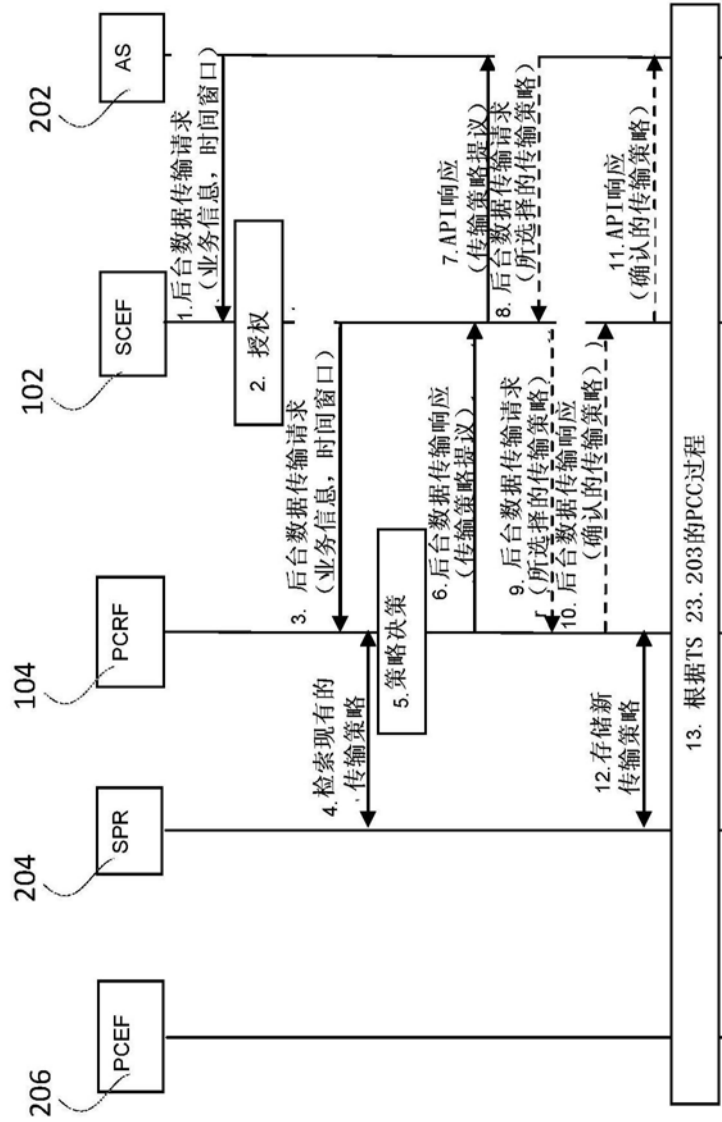 206
204
104
102
202
PCEF
SPR
PCRF
SCEF
AS
1.后台数据传输请求
(业务信息，时间窗口)
2. 授权
3. 后台数据传输请求
(业务信息，时间窗口)
4.检索现有的
传输策略
5.策略决策
6.后台数据传输响应
(传输策略提议)
7.API响应
(传输策略提议)
8.后台数据传输请求
(所选择的传输策略)
9. 后台数据传输请求
(所选择的传输策略)
10.后台数据传输响应
(确认的传输策略))
11.API响应
(确认的传输策略)
12.存储新
传输策略
13. 根据TS 23.203的PCC过程